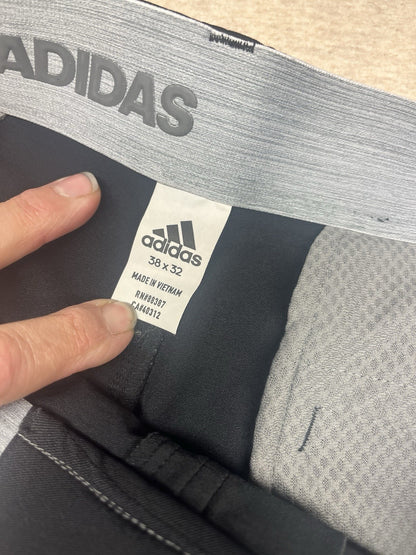 ADIDAS
adidas
38 x 32
MADE IN VIETNAM
RN#88387
CA#40312